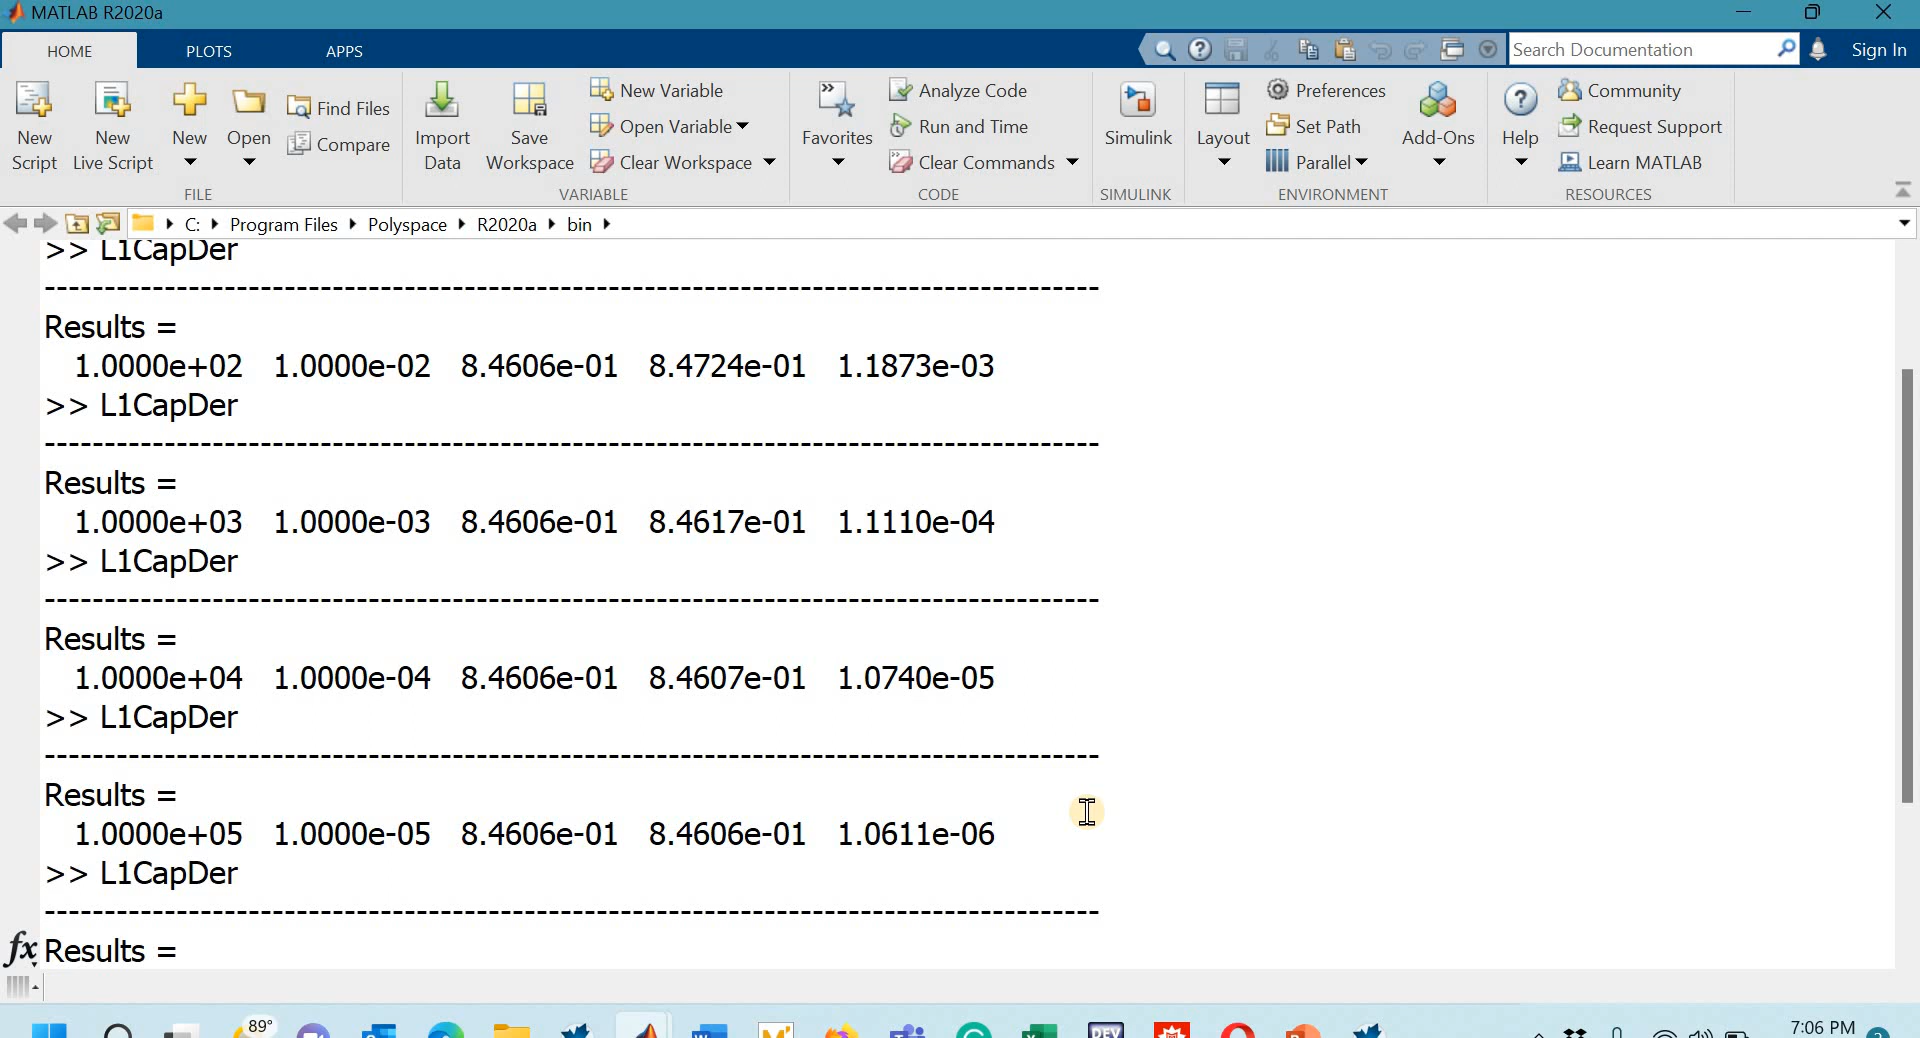 MATLAB R2020a
HOME PLOTS APPS Search Documentation Sign In
New Script
New Live Script
New
Open
Find Files
Compare
FILE
Import Data
Save Workspace
New Variable
Open Variable
Clear Workspace
VARIABLE
Favorites
Analyze Code
Run and Time
Clear Commands
CODE
Simulink
SIMULINK
Layout
Preferences
Set Path
Parallel
Add-Ons
ENVIRONMENT
Help
Community
Request Support
Learn MATLAB
RESOURCES
C: Program Files Polyspace R2020a bin
>> L1CapDer
--------------------------------------------------------------------------------
Results =
1.0000e+02 1.0000e-02 8.4606e-01 8.4724e-01 1.1873e-03
>> L1CapDer
--------------------------------------------------------------------------------
Results =
1.0000e+03 1.0000e-03 8.4606e-01 8.4617e-01 1.1110e-04
>> L1CapDer
--------------------------------------------------------------------------------
Results =
1.0000e+04 1.0000e-04 8.4606e-01 8.4607e-01 1.0740e-05
>> L1CapDer
--------------------------------------------------------------------------------
Results =
1.0000e+05 1.0000e-05 8.4606e-01 8.4606e-01 1.0611e-06
>> L1CapDer
--------------------------------------------------------------------------------
fx Results =
89°
DEV
7:06 PM